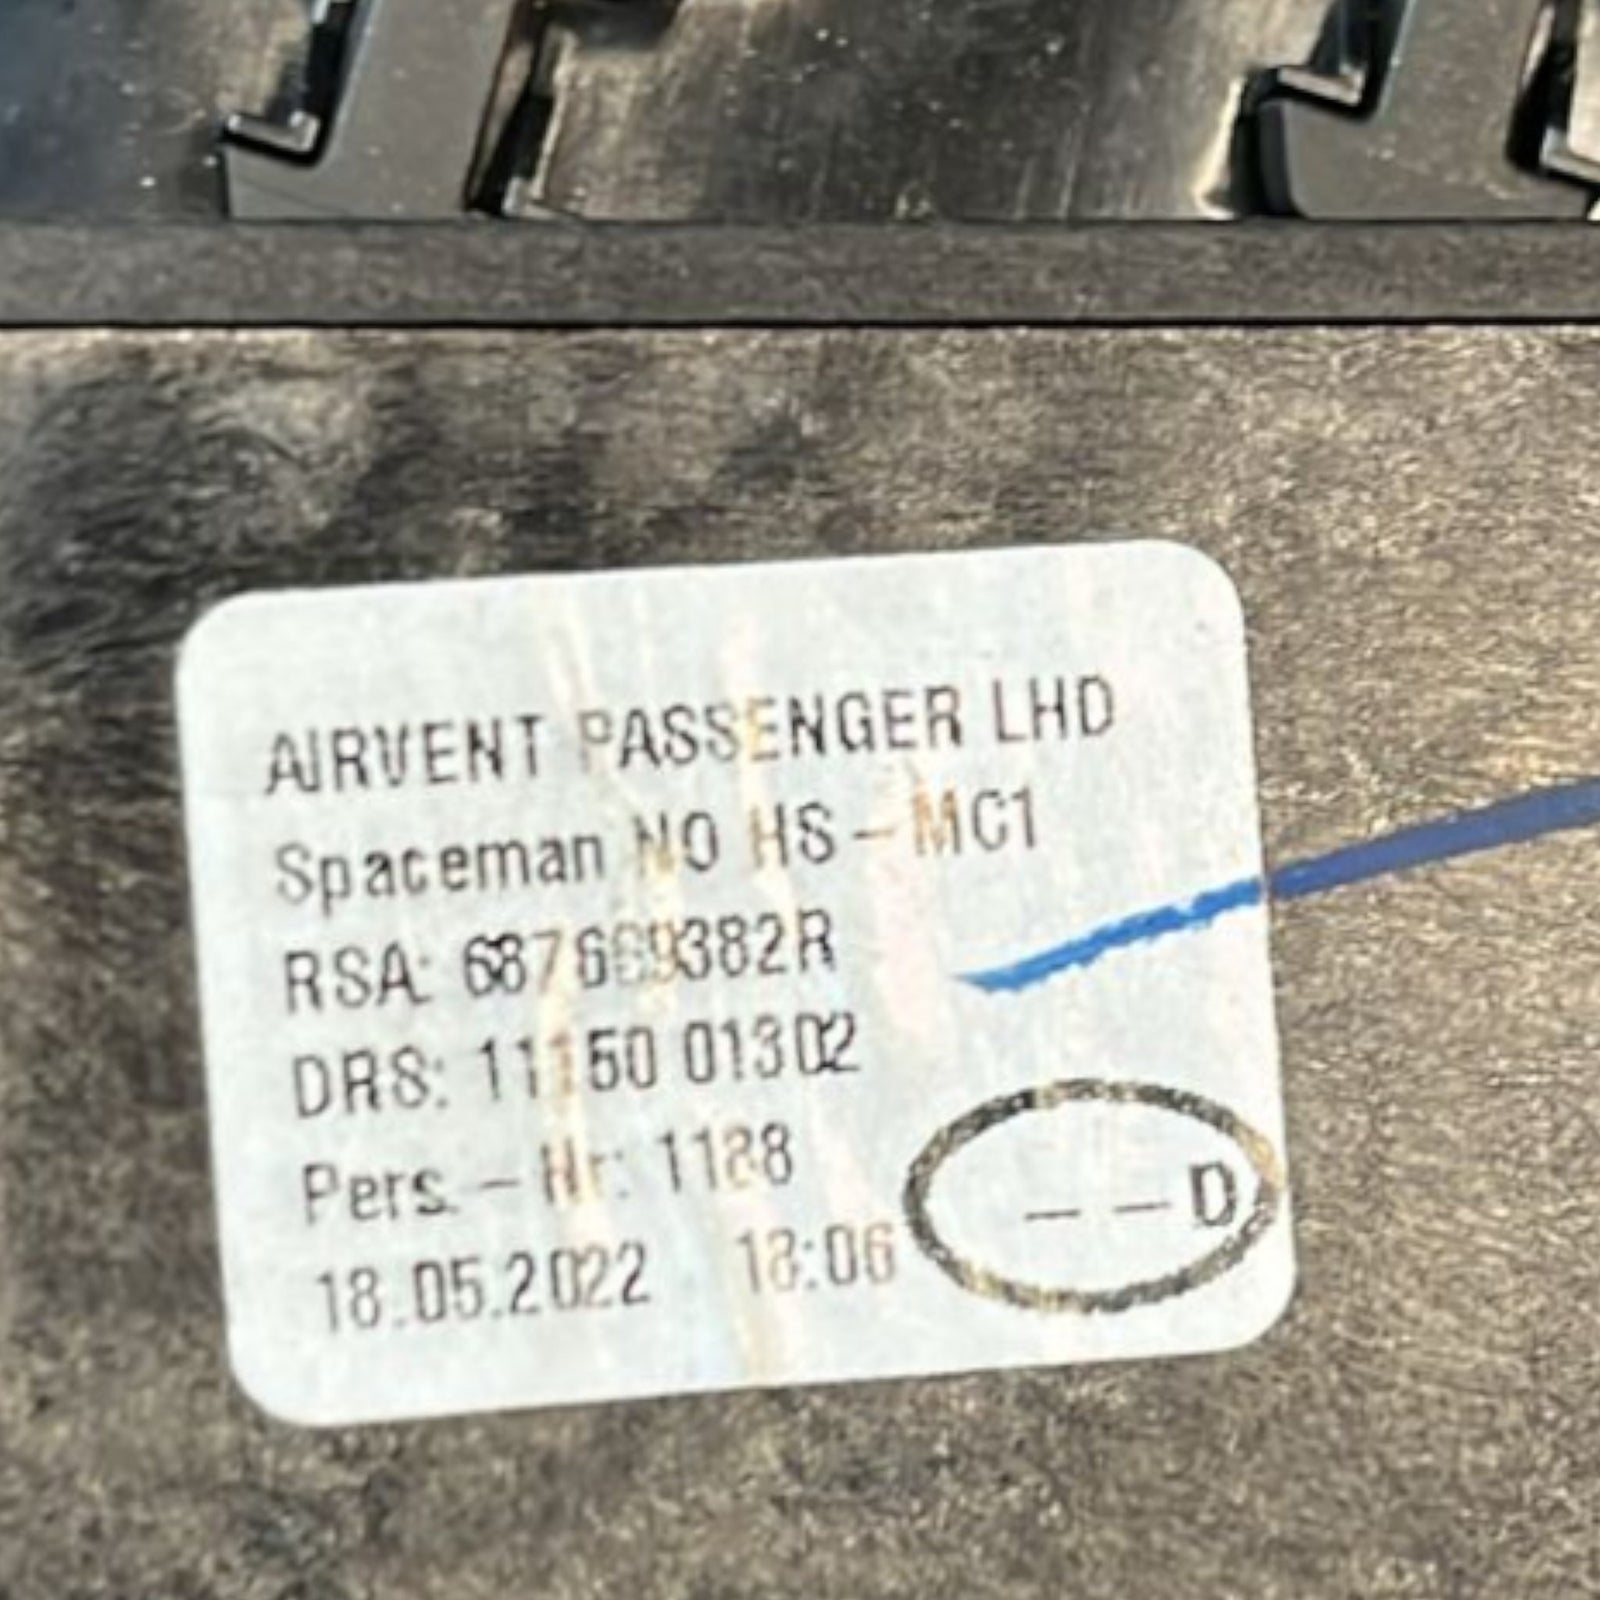 AIRVENT PASSENGER LHD
Spaceman NO HS-MC1
RSA: 687669382R
DRS: 11150 01302
Pers.-Nr: 1188
18.05.2022 18:06 --D